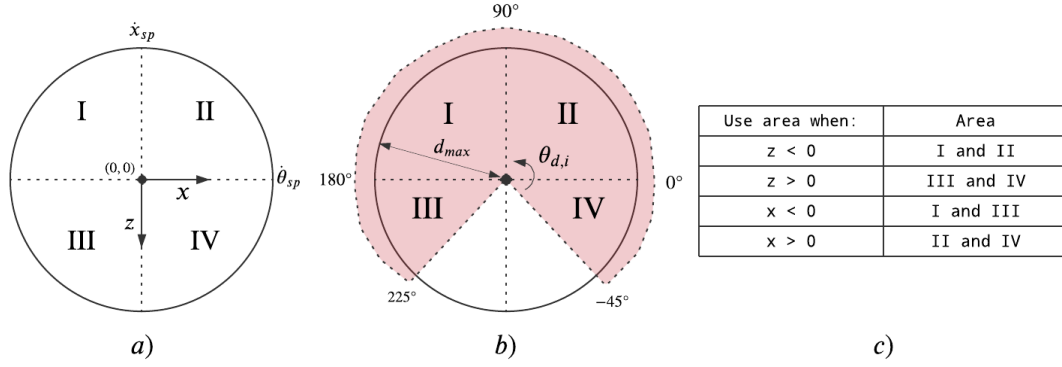 ẋ_sp
I II
(0,0)
x
θ̇_sp
z
III IV
a)
90°
I II
d_max
θ_d,i
180°
0°
III IV
225°
−45°
b)
Use area when: Area
z < 0 I and II
z > 0 III and IV
x < 0 I and III
x > 0 II and IV
c)